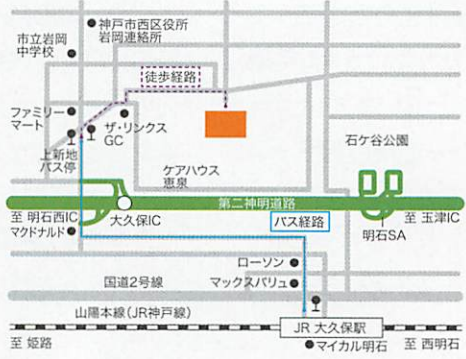 神戸市西区役所
岩岡連絡所
市立岩岡
中学校
徒歩経路
ファミリー
マート
ザ・リンクス
GC
上新地
バス停
石ケ谷公園
ケアハウス
恵泉
第二神明道路
至 明石西IC
大久保IC
バス経路
至 玉津IC
マクドナルド
明石SA
ローソン
国道2号線
マックスバリュ
山陽本線(JR神戸線)
JR 大久保駅
至 姫路
マイカル明石
至 西明石